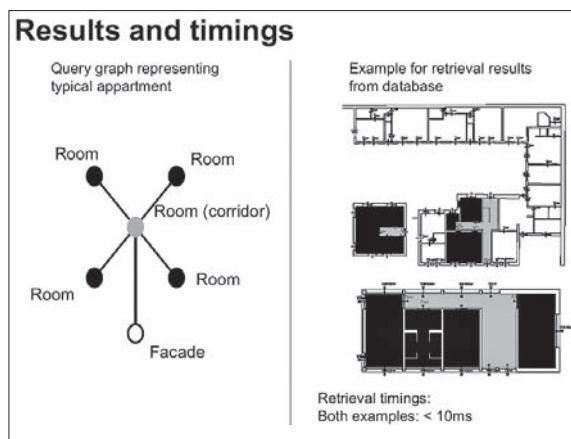 Results and timings
Query graph representing
typical appartment
Room
Room
Room (corridor)
Room
Room
Facade
Example for retrieval results
from database
Retrieval timings:
Both examples: < 10ms